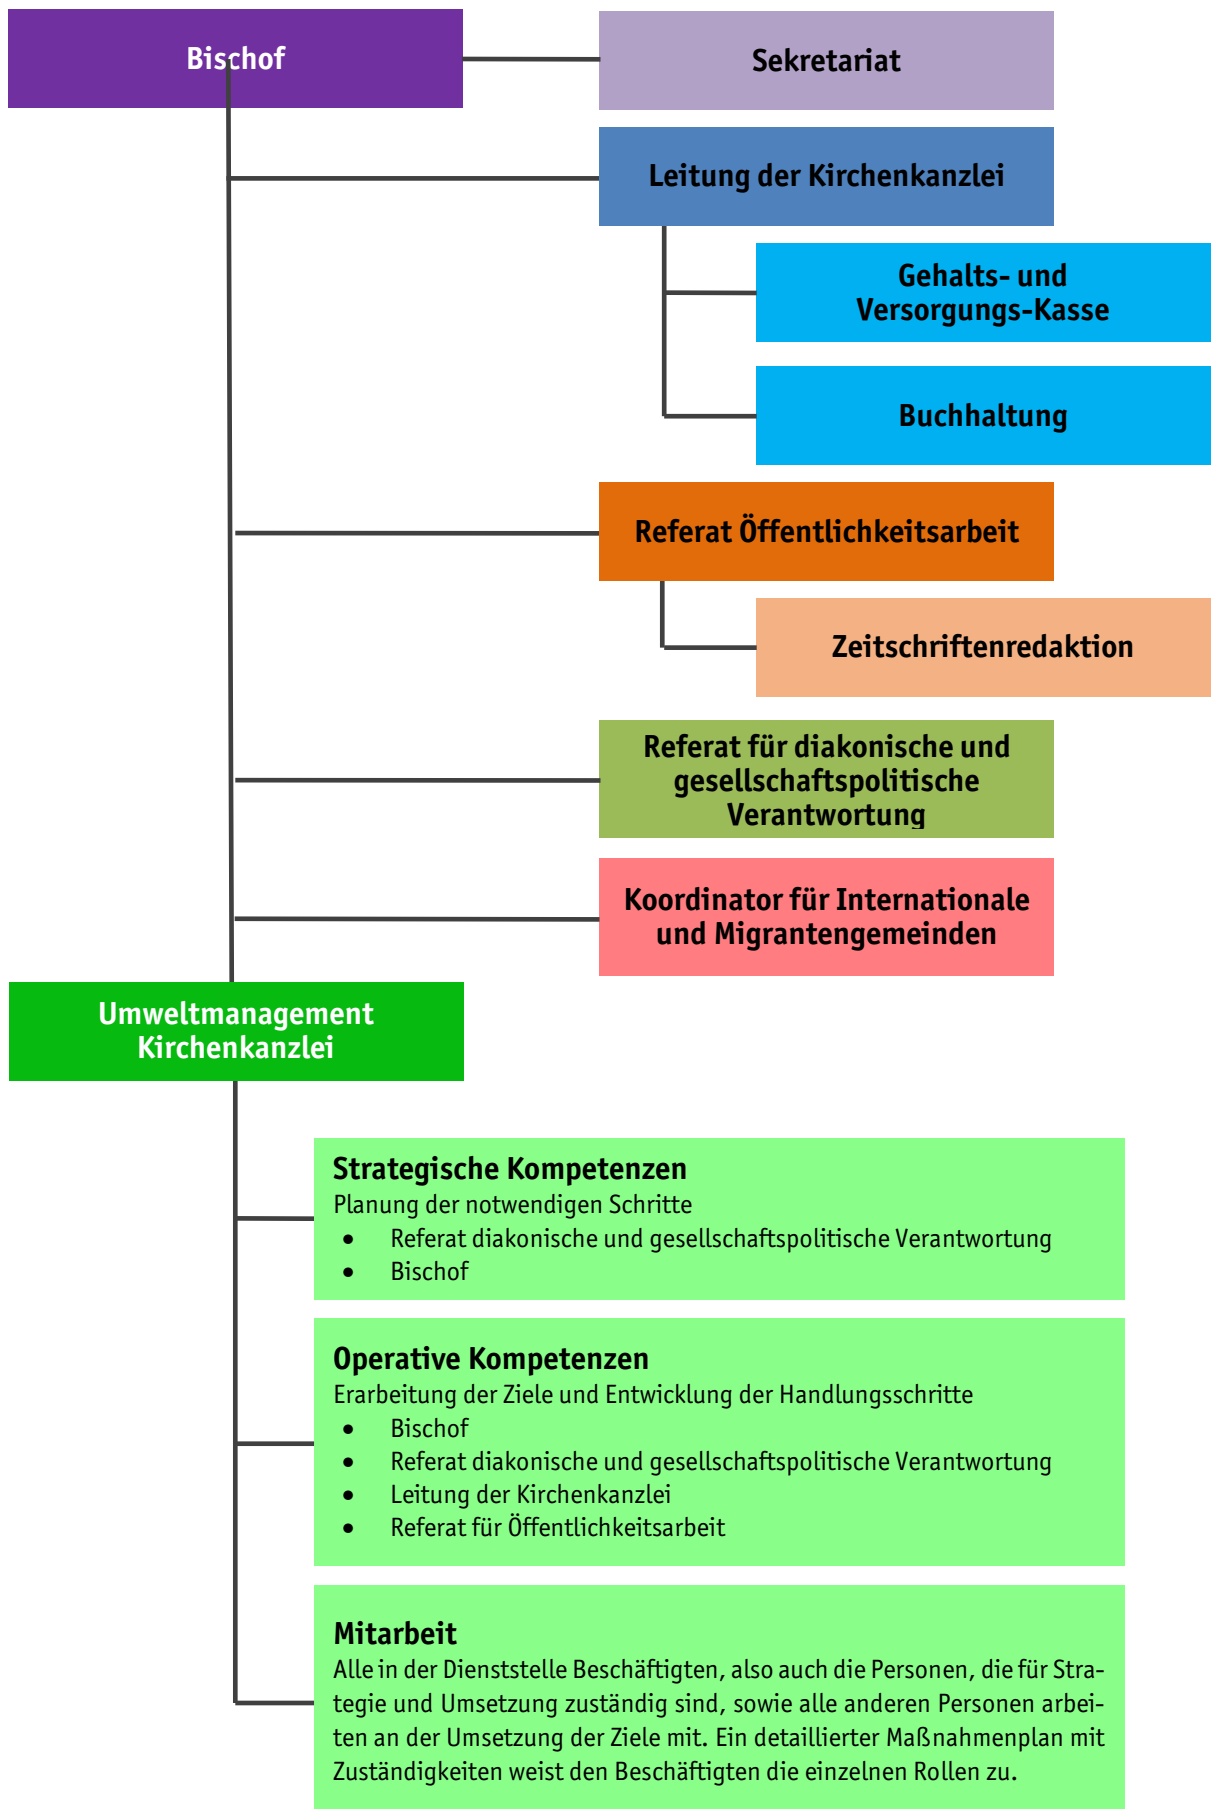 Bischof
Sekretariat
Leitung der Kirchenkanzlei
Gehalts- und
Versorgungs-Kasse
Buchhaltung
Referat Öffentlichkeitsarbeit
Zeitschriftenredaktion
Referat für diakonische und
gesellschaftspolitische
Verantwortung
Koordinator für Internationale
und Migrantengemeinden
Umweltmanagement
Kirchenkanzlei
Strategische Kompetenzen
Planung der notwendigen Schritte
• Referat diakonische und gesellschaftspolitische Verantwortung
• Bischof
Operative Kompetenzen
Erarbeitung der Ziele und Entwicklung der Handlungsschritte
• Bischof
• Referat diakonische und gesellschaftspolitische Verantwortung
• Leitung der Kirchenkanzlei
• Referat für Öffentlichkeitsarbeit
Mitarbeit
Alle in der Dienststelle Beschäftigten, also auch die Personen, die für Stra-
tegie und Umsetzung zuständig sind, sowie alle anderen Personen arbei-
ten an der Umsetzung der Ziele mit. Ein detaillierter Maßnahmenplan mit
Zuständigkeiten weist den Beschäftigten die einzelnen Rollen zu.